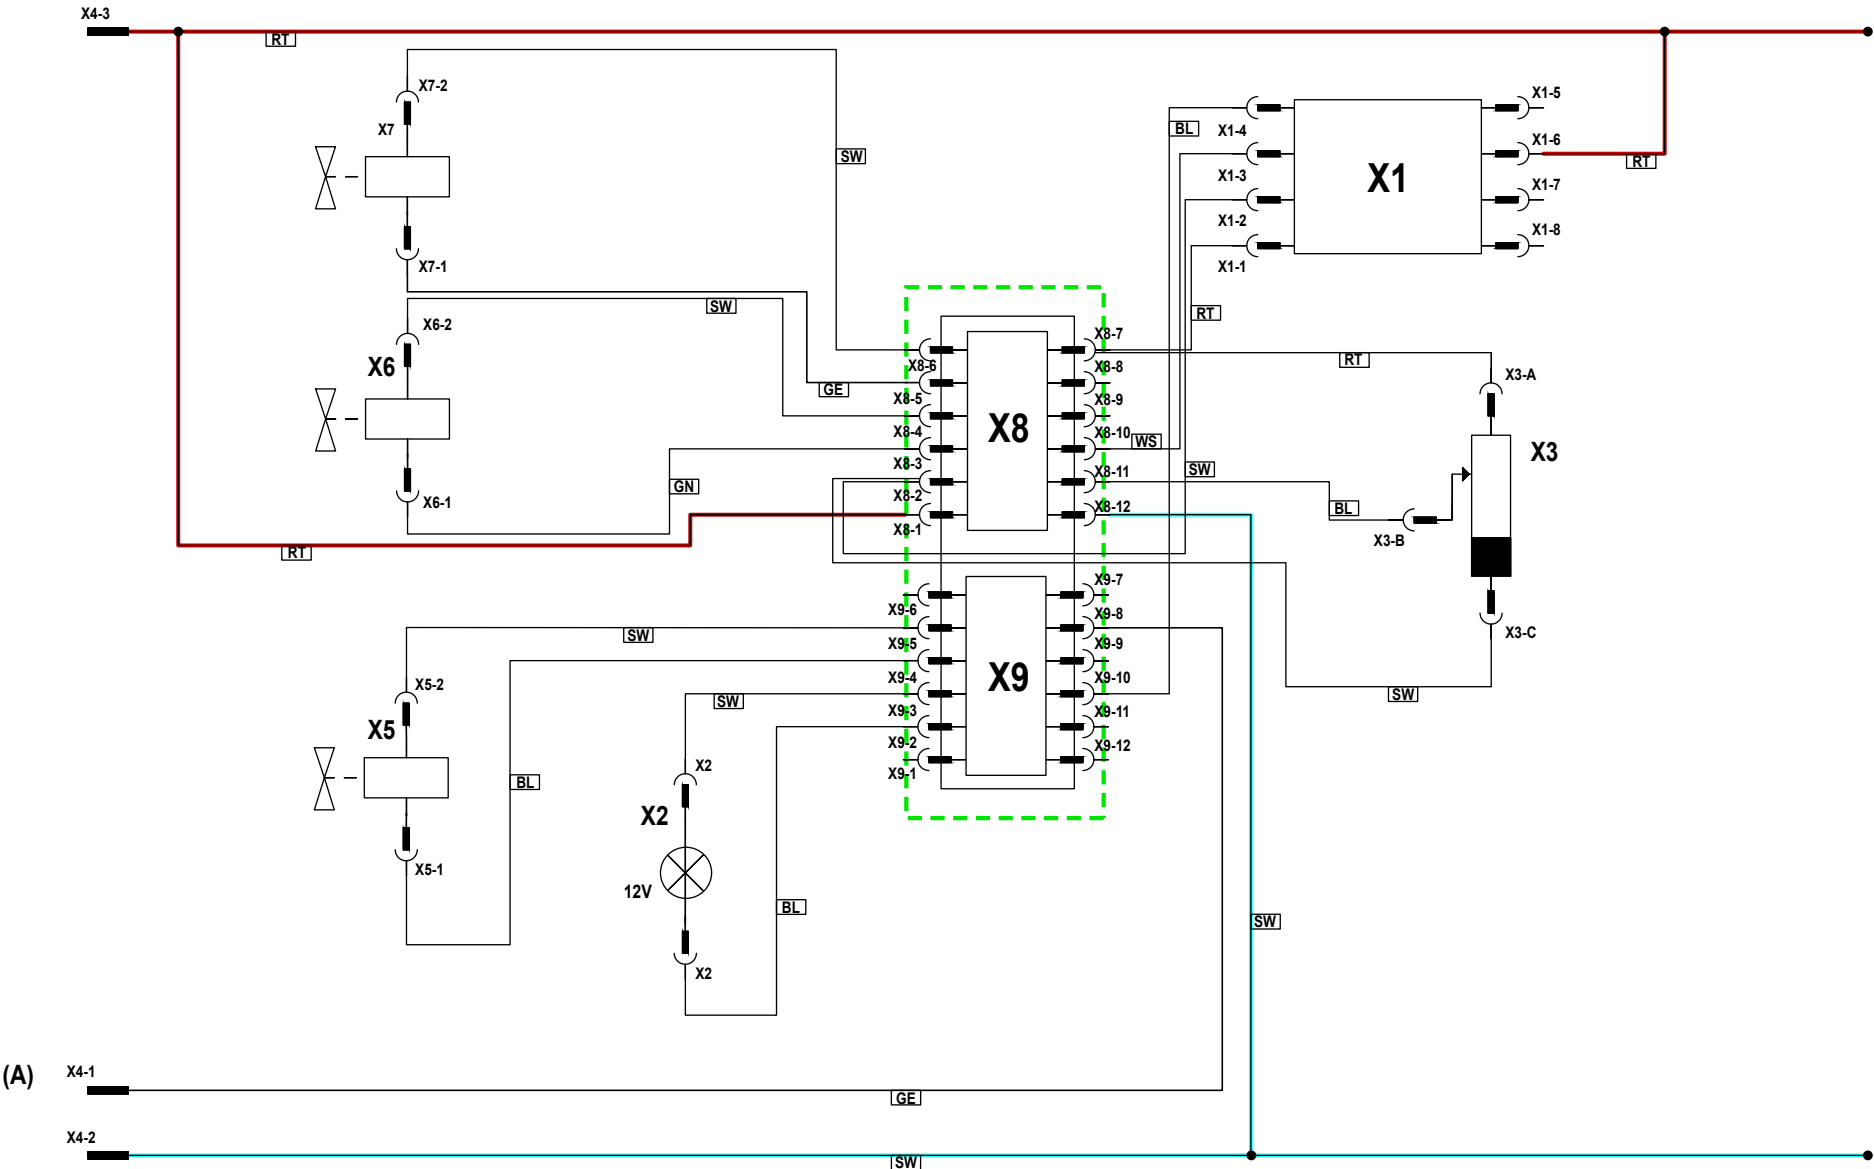 X4-3
RT
X7-2
X7
SW
X7-1
X1-4
BL
X1-3
X1-2
X1-1
X1
X1-5
X1-6
RT
X1-7
X1-8
SW
X6-2
X6
X6-1
GN
GE
RT
RT
X8-6
X8-5
X8-4
X8-3
X8-2
X8-1
X8
X8-7
X8-8
X8-9
X8-10
X8-11
X8-12
WS
SW
RT
X3-A
X3
BL
X3-B
X3-C
SW
X9-6
X9-5
X9-4
X9-3
X9-2
X9-1
X9
X9-7
X9-8
X9-9
X9-10
X9-11
X9-12
SW
X5-2
X5
X5-1
BL
SW
X2
X2
12V
X2
BL
SW
(A)
X4-1
GE
X4-2
SW